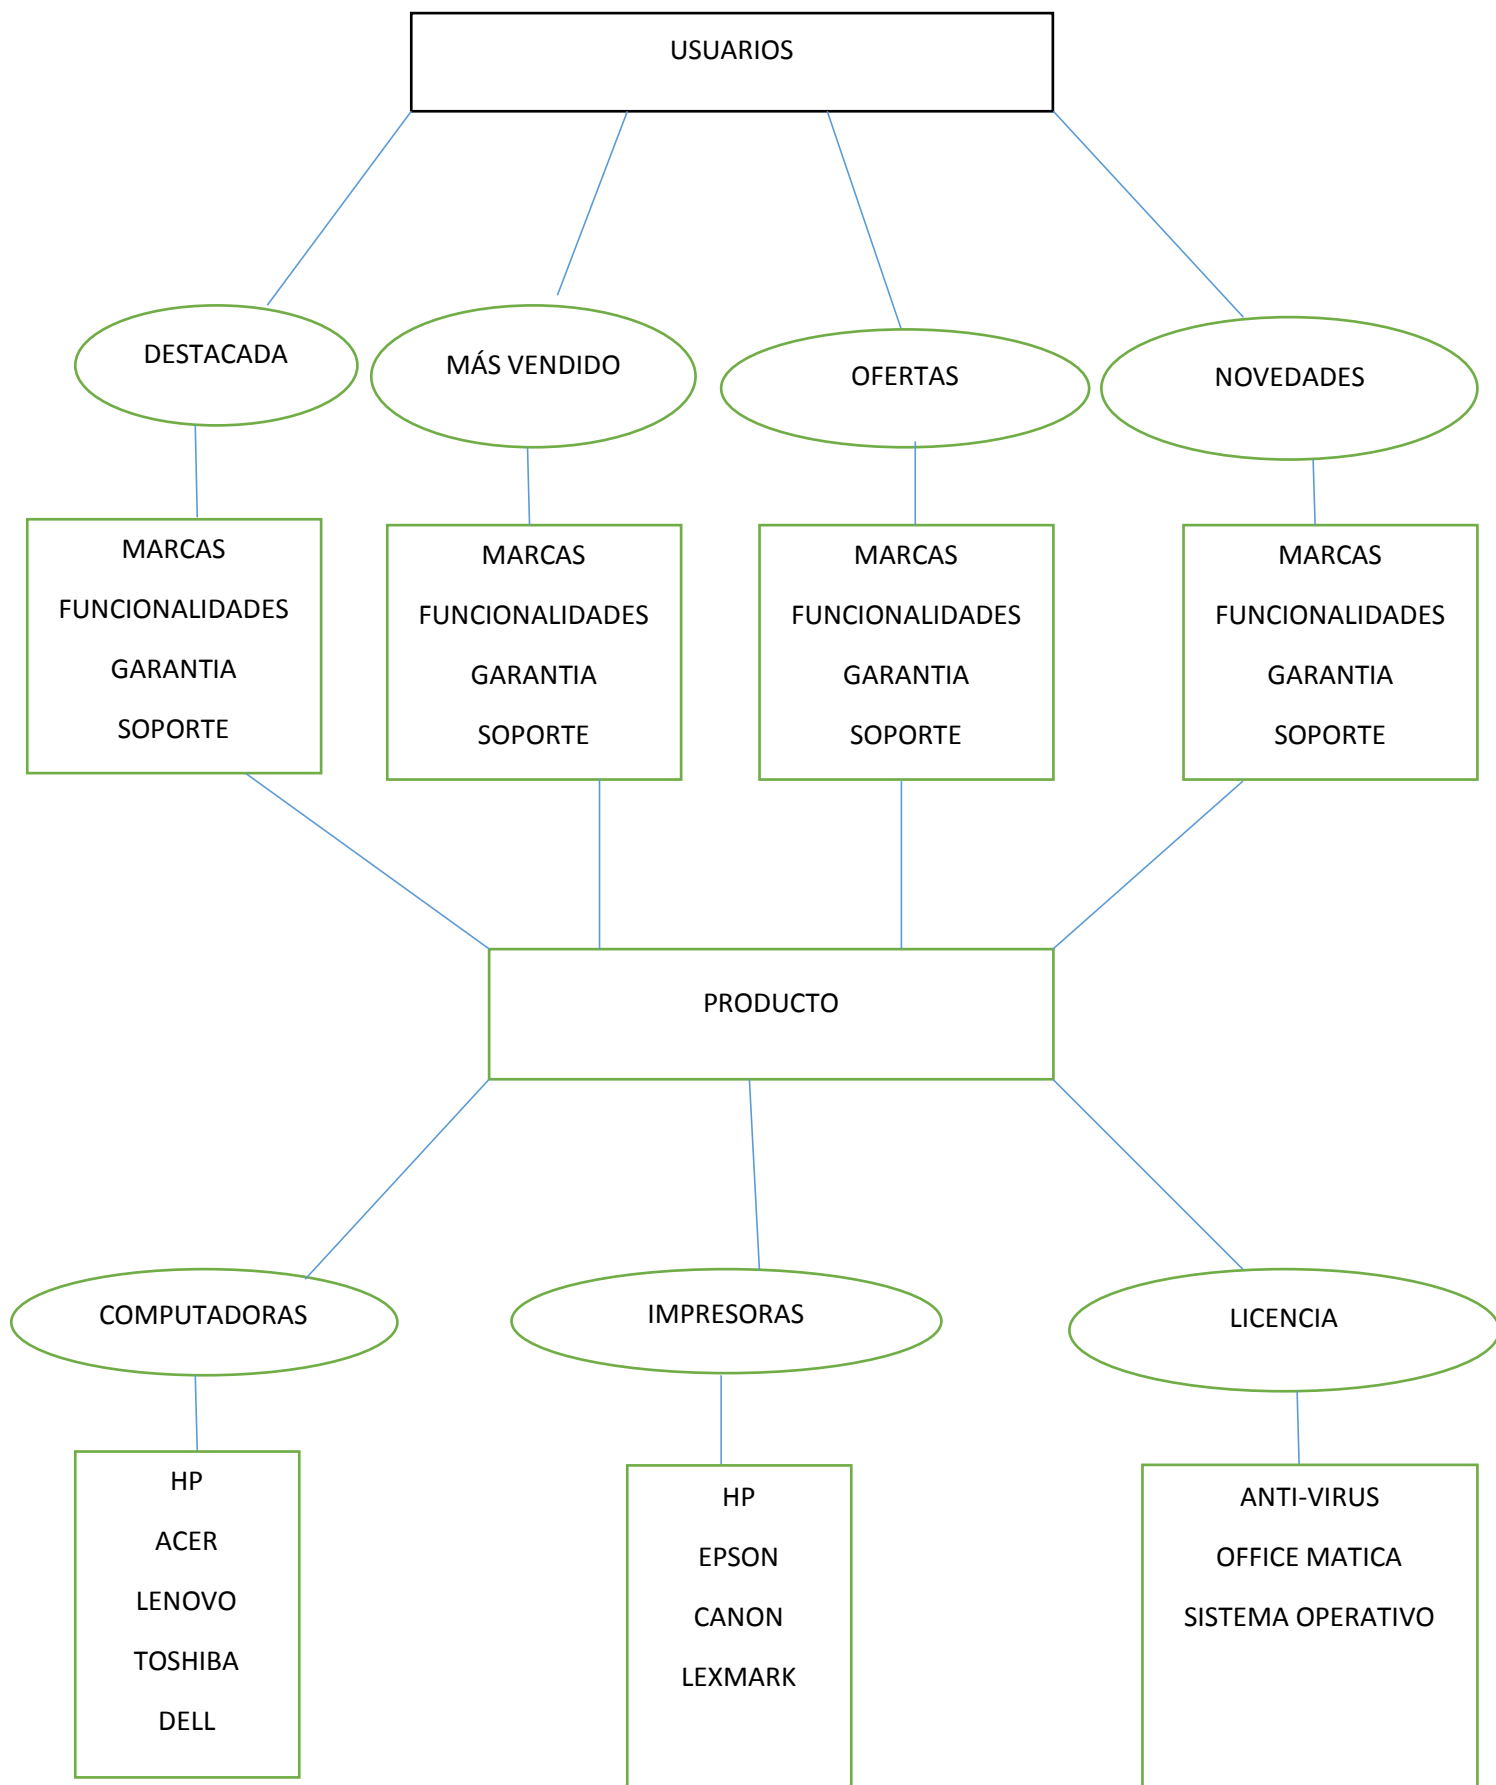 USUARIOS
DESTACADA
MÁS VENDIDO
OFERTAS
NOVEDADES
MARCAS
FUNCIONALIDADES
GARANTIA
SOPORTE
MARCAS
FUNCIONALIDADES
GARANTIA
SOPORTE
MARCAS
FUNCIONALIDADES
GARANTIA
SOPORTE
MARCAS
FUNCIONALIDADES
GARANTIA
SOPORTE
PRODUCTO
COMPUTADORAS
IMPRESORAS
LICENCIA
HP
ACER
LENOVO
TOSHIBA
DELL
HP
EPSON
CANON
LEXMARK
ANTI-VIRUS
OFFICE MATICA
SISTEMA OPERATIVO